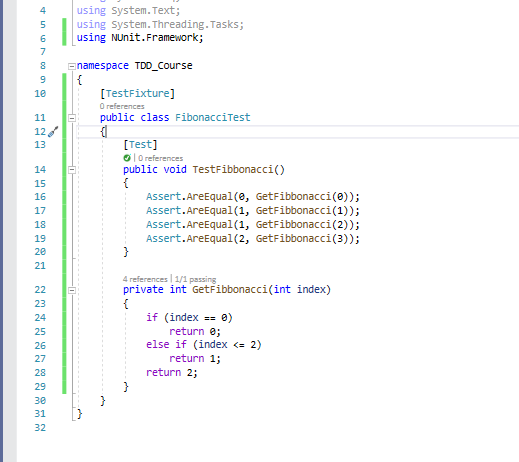 4 using System.Text;
5 using System.Threading.Tasks;
6 using NUnit.Framework;
7
8 namespace TDD_Course
9 {
10 [TestFixture]
0 references
11 public class FibonacciTest
12 {
13 [Test]
| 0 references
14 public void TestFibbonacci()
15 {
16 Assert.AreEqual(0, GetFibbonacci(0));
17 Assert.AreEqual(1, GetFibbonacci(1));
18 Assert.AreEqual(1, GetFibbonacci(2));
19 Assert.AreEqual(2, GetFibbonacci(3));
20 }
21
4 references | 1/1 passing
22 private int GetFibbonacci(int index)
23 {
24 if (index == 0)
25 return 0;
26 else if (index <= 2)
27 return 1;
28 return 2;
29 }
30 }
31 }
32